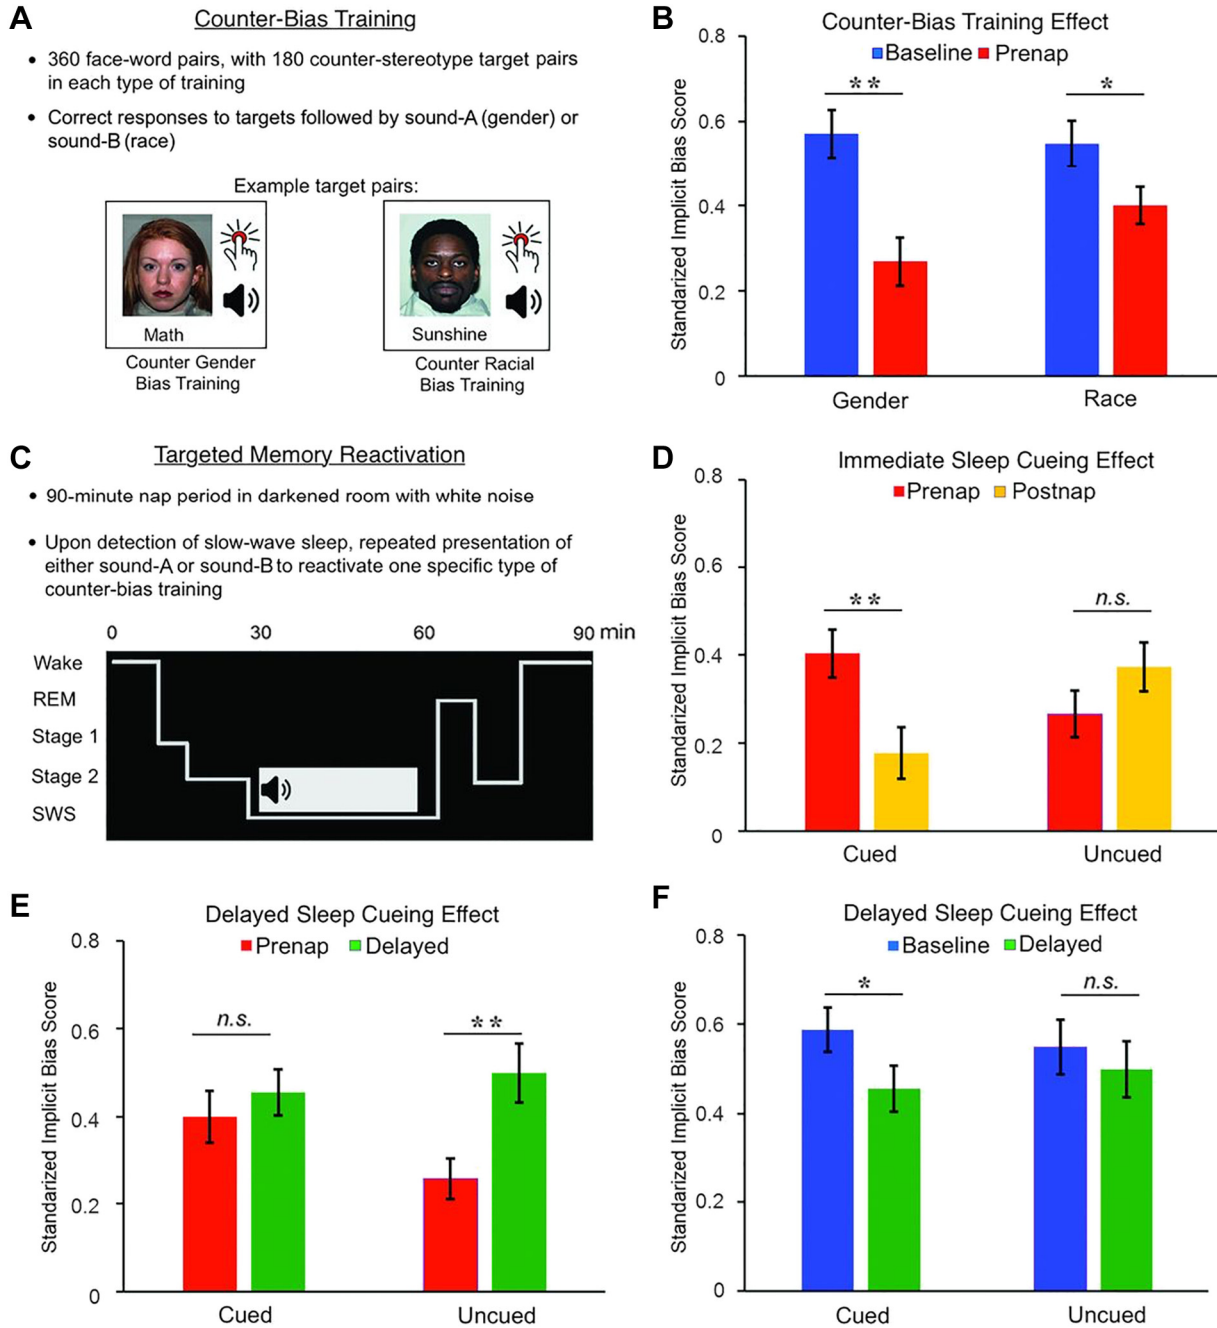 A
Counter-Bias Training
• 360 face-word pairs, with 180 counter-stereotype target pairs
in each type of training
• Correct responses to targets followed by sound-A (gender) or
sound-B (race)
Example target pairs:
Math
Counter Gender
Bias Training
Sunshine
Counter Racial
Bias Training
B
Counter-Bias Training Effect
Baseline Prenap
Standarized Implicit Bias Score
0.8
0.6
0.4
0.2
0
**
*
Gender
Race
C
Targeted Memory Reactivation
• 90-minute nap period in darkened room with white noise
• Upon detection of slow-wave sleep, repeated presentation of
either sound-A or sound-B to reactivate one specific type of
counter-bias training
0 30 60 90 min
Wake
REM
Stage 1
Stage 2
SWS
D
Immediate Sleep Cueing Effect
Prenap Postnap
Standarized Implicit Bias Score
0.8
0.6
0.4
0.2
0
**
n.s.
Cued
Uncued
E
Delayed Sleep Cueing Effect
Prenap Delayed
Standarized Implicit Bias Score
0.8
0.6
0.4
0.2
0
n.s.
**
Cued
Uncued
F
Delayed Sleep Cueing Effect
Baseline Delayed
Standarized Implicit Bias Score
0.8
0.6
0.4
0.2
0
*
n.s.
Cued
Uncued